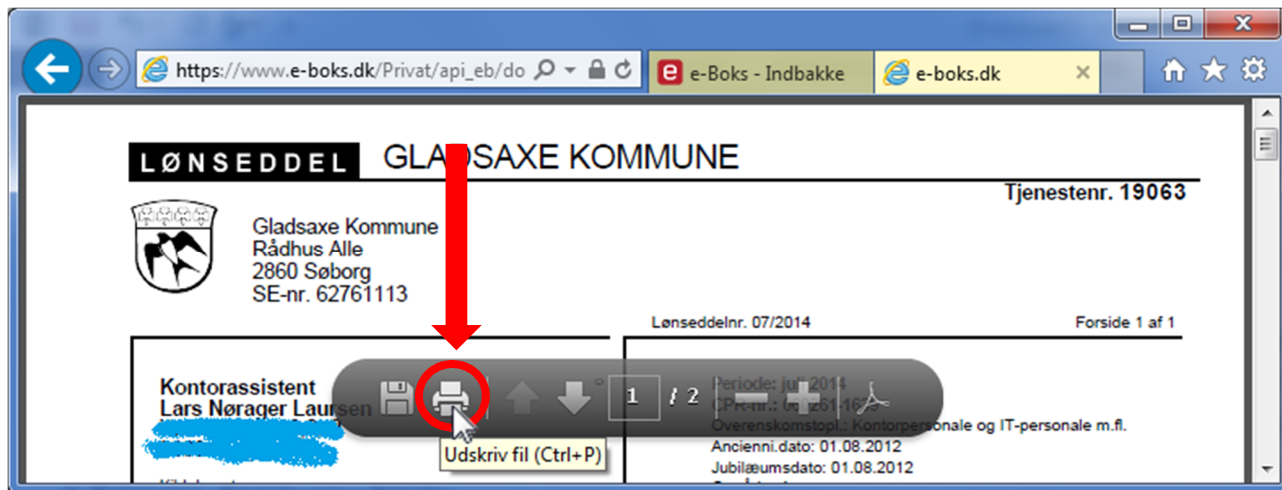 https://www.e-boks.dk/Privat/api_eb/do
e-Boks - Indbakke
e-boks.dk
LØNSEDDEL GLADSAXE KOMMUNE
Tjenestenr. 19063
Gladsaxe Kommune
Rådhus Alle
2860 Søborg
SE-nr. 62761113
Lønseddelnr. 07/2014 Forside 1 af 1
Kontorassistent
Lars Nørager Laursen
1 / 2
Periode: juli 2014
CPR-nr.:
Overenskomstopl.: Kontorpersonale og IT-personale m.fl.
Ancienni.dato: 01.08.2012
Jubilæumsdato: 01.08.2012
Udskriv fil (Ctrl+P)